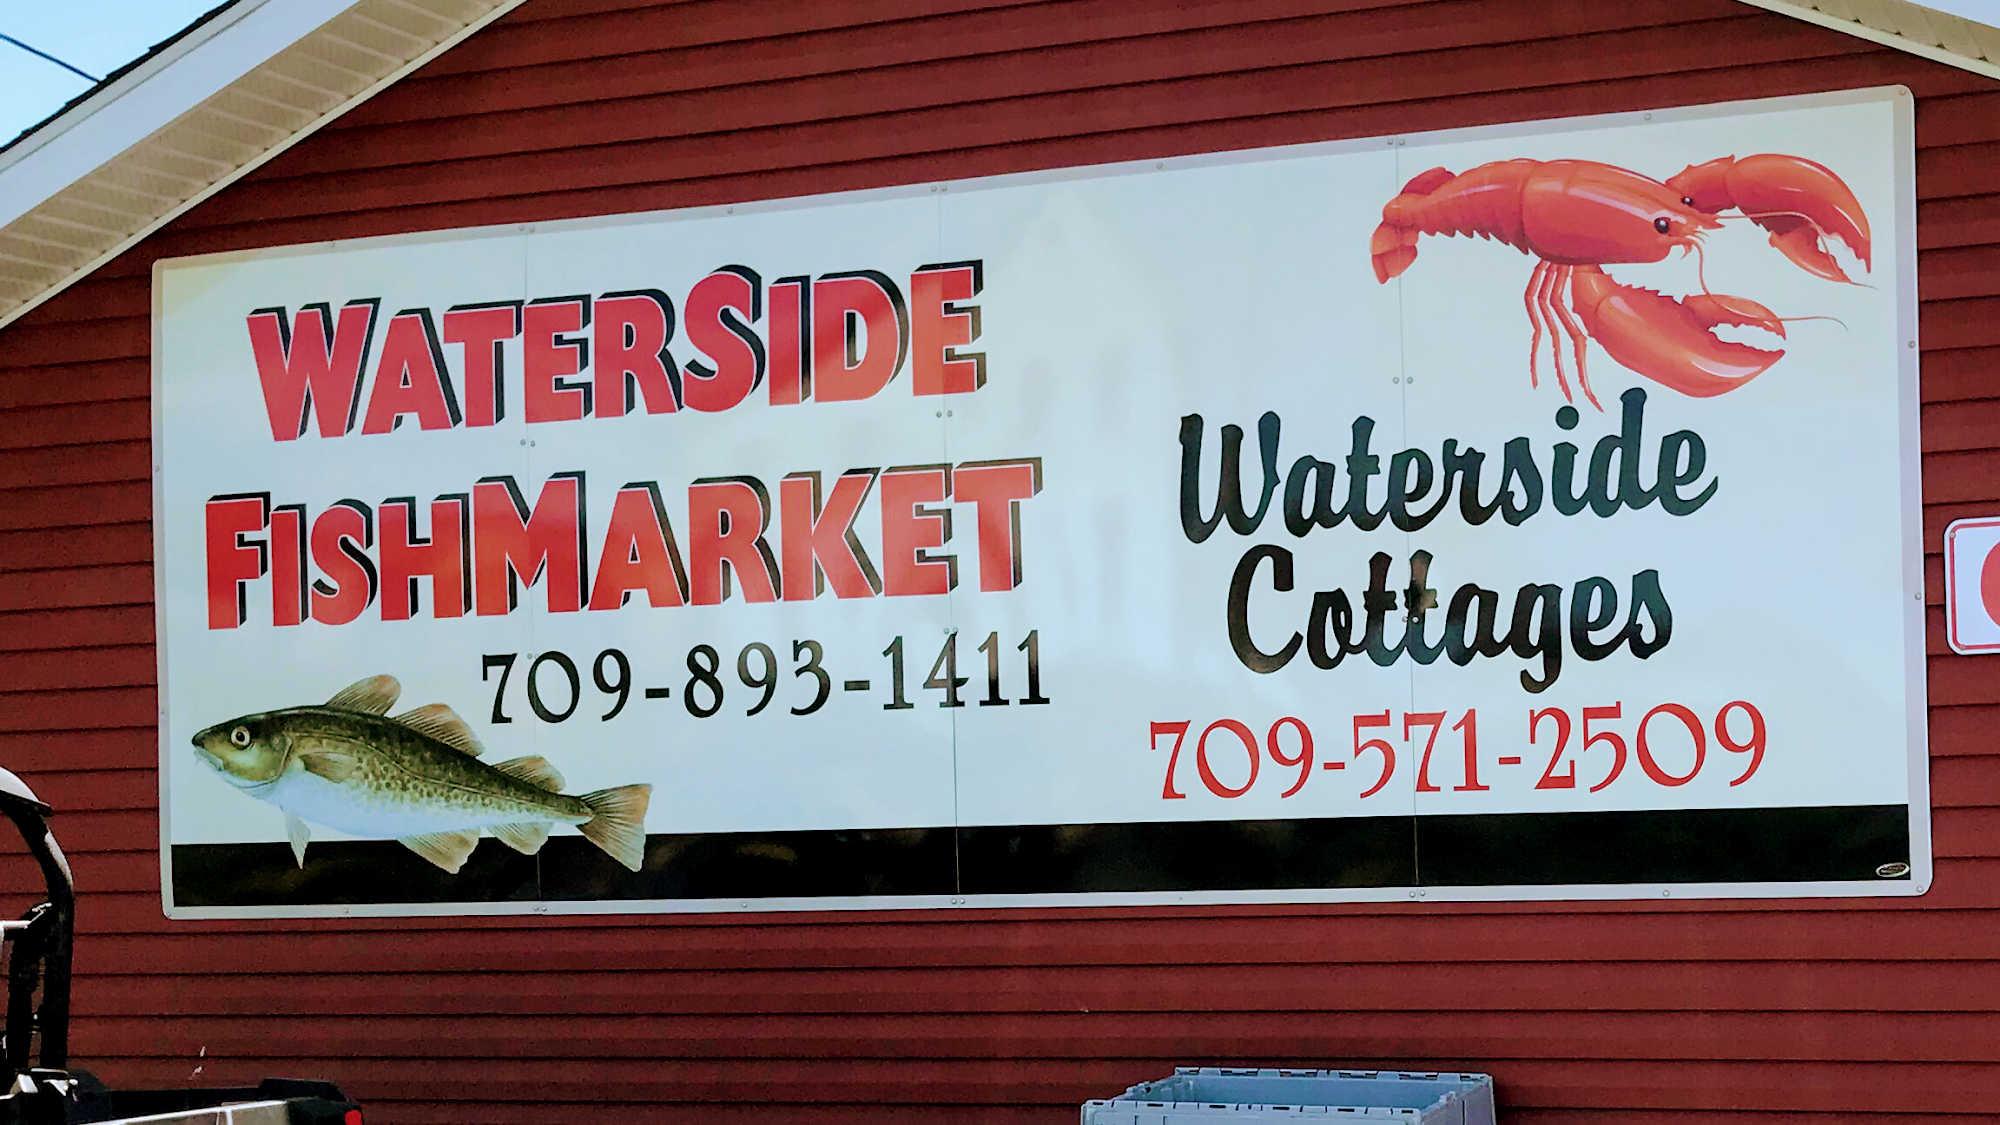 WATERSIDE
FISHMARKET
709-893-1411
Waterside
Cottages
709-571-2509